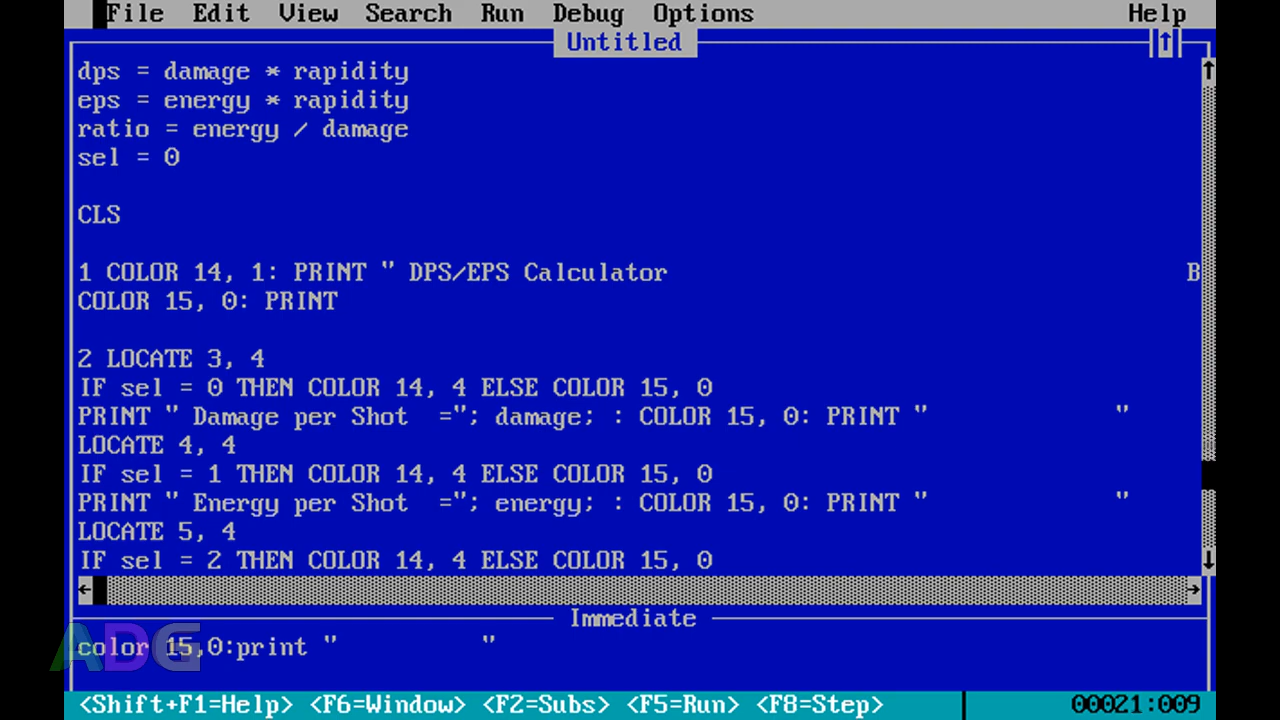 File Edit View Search Run Debug Options Help
Untitled
dps = damage * rapidity
eps = energy * rapidity
ratio = energy / damage
sel = 0
CLS
1 COLOR 14, 1: PRINT " DPS/EPS Calculator B
COLOR 15, 0: PRINT
2 LOCATE 3, 4
IF sel = 0 THEN COLOR 14, 4 ELSE COLOR 15, 0
PRINT " Damage per Shot  ="; damage; : COLOR 15, 0: PRINT "             "
LOCATE 4, 4
IF sel = 1 THEN COLOR 14, 4 ELSE COLOR 15, 0
PRINT " Energy per Shot  ="; energy; : COLOR 15, 0: PRINT "             "
LOCATE 5, 4
IF sel = 2 THEN COLOR 14, 4 ELSE COLOR 15, 0
Immediate
color 15,0:print "          "
ADG
<Shift+F1=Help> <F6=Window> <F2=Subs> <F5=Run> <F8=Step> 00021:009